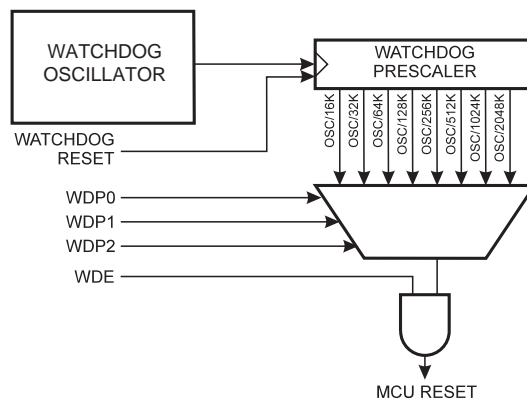 WATCHDOG
OSCILLATOR
WATCHDOG
PRESCALER
WATCHDOG
RESET
OSC/16K
OSC/32K
OSC/64K
OSC/128K
OSC/256K
OSC/512K
OSC/1024K
OSC/2048K
WDP0
WDP1
WDP2
WDE
MCU RESET